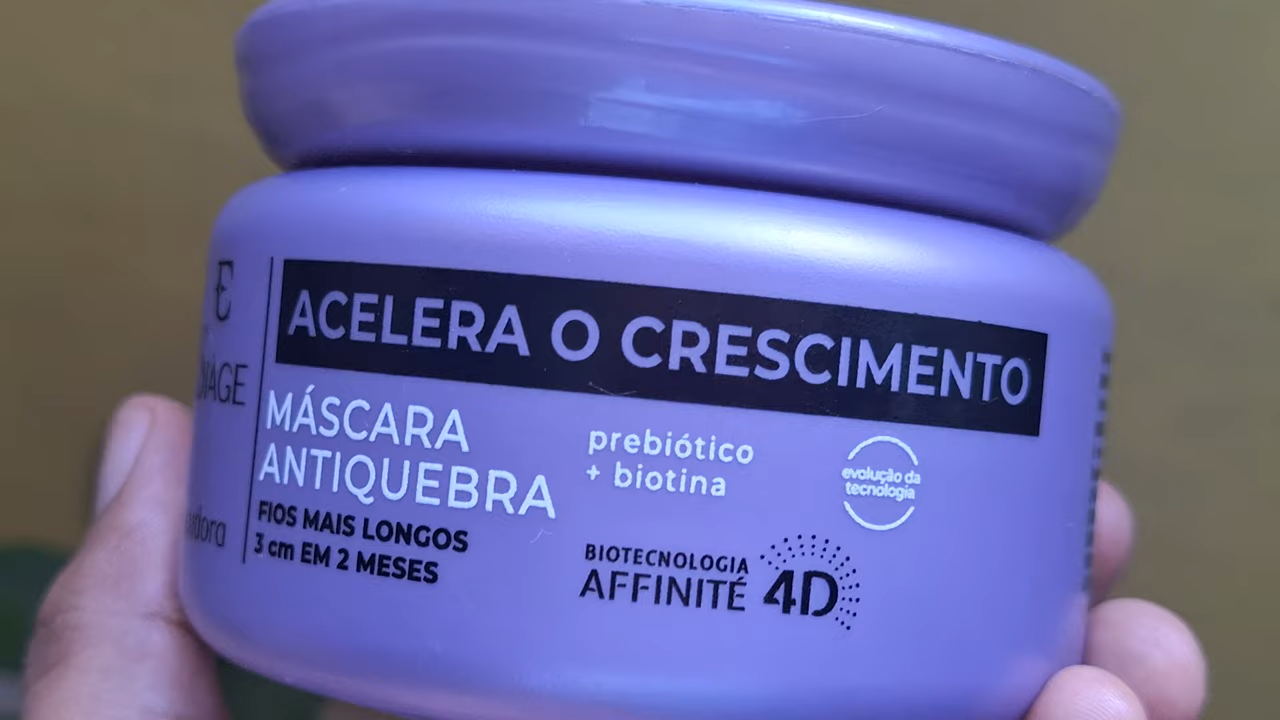 ACELERA O CRESCIMENTO
MÁSCARA
ANTIQUEBRA
FIOS MAIS LONGOS
3 cm EM 2 MESES
prebiótico
+ biotina
evolução da
tecnologia
BIOTECNOLOGIA
AFFINITÉ 4D